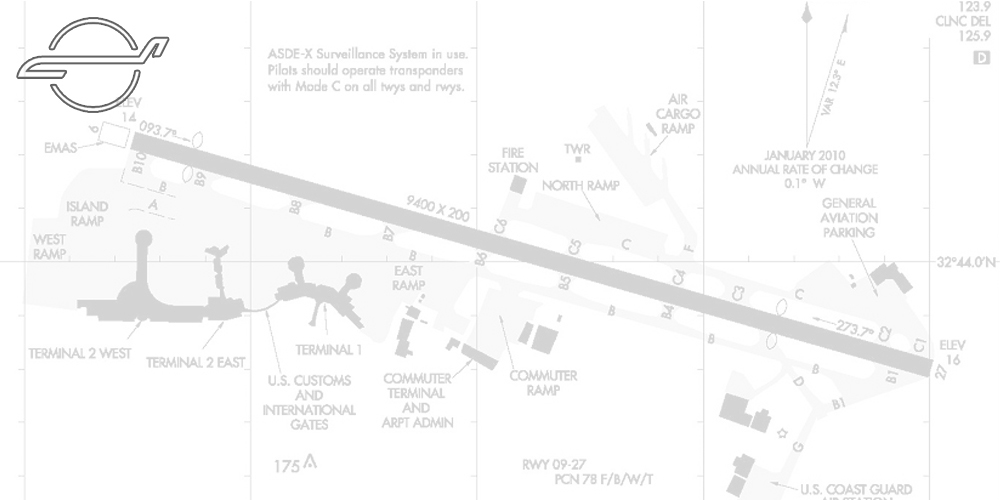 123.9
CLNC DEL
125.9
D
ASDE-X Surveillance System in use.
Pilots should operate transponders
with Mode C on all twys and rwys.
VAR 12.3° E
JANUARY 2010
ANNUAL RATE OF CHANGE
0.1° W
ELEV
14
093.7°
9
EMAS
B10
B9
B
A
ISLAND
RAMP
WEST
RAMP
B8
B
B7
B
9400 X 200
EAST
RAMP
FIRE
STATION
TWR
AIR
CARGO
RAMP
NORTH RAMP
C6
B6
C5
C
F
B5
C4
B4
B
C3
C
GENERAL
AVIATION
PARKING
32°44.0'N
273.7°
C2
C1
ELEV
16
27
B
B
B1
B1
D
G
TERMINAL 2 WEST
TERMINAL 2 EAST
TERMINAL 1
U.S. CUSTOMS
AND
INTERNATIONAL
GATES
COMMUTER
TERMINAL
AND
ARPT ADMIN
COMMUTER
RAMP
175
RWY 09-27
PCN 78 F/B/W/T
U.S. COAST GUARD